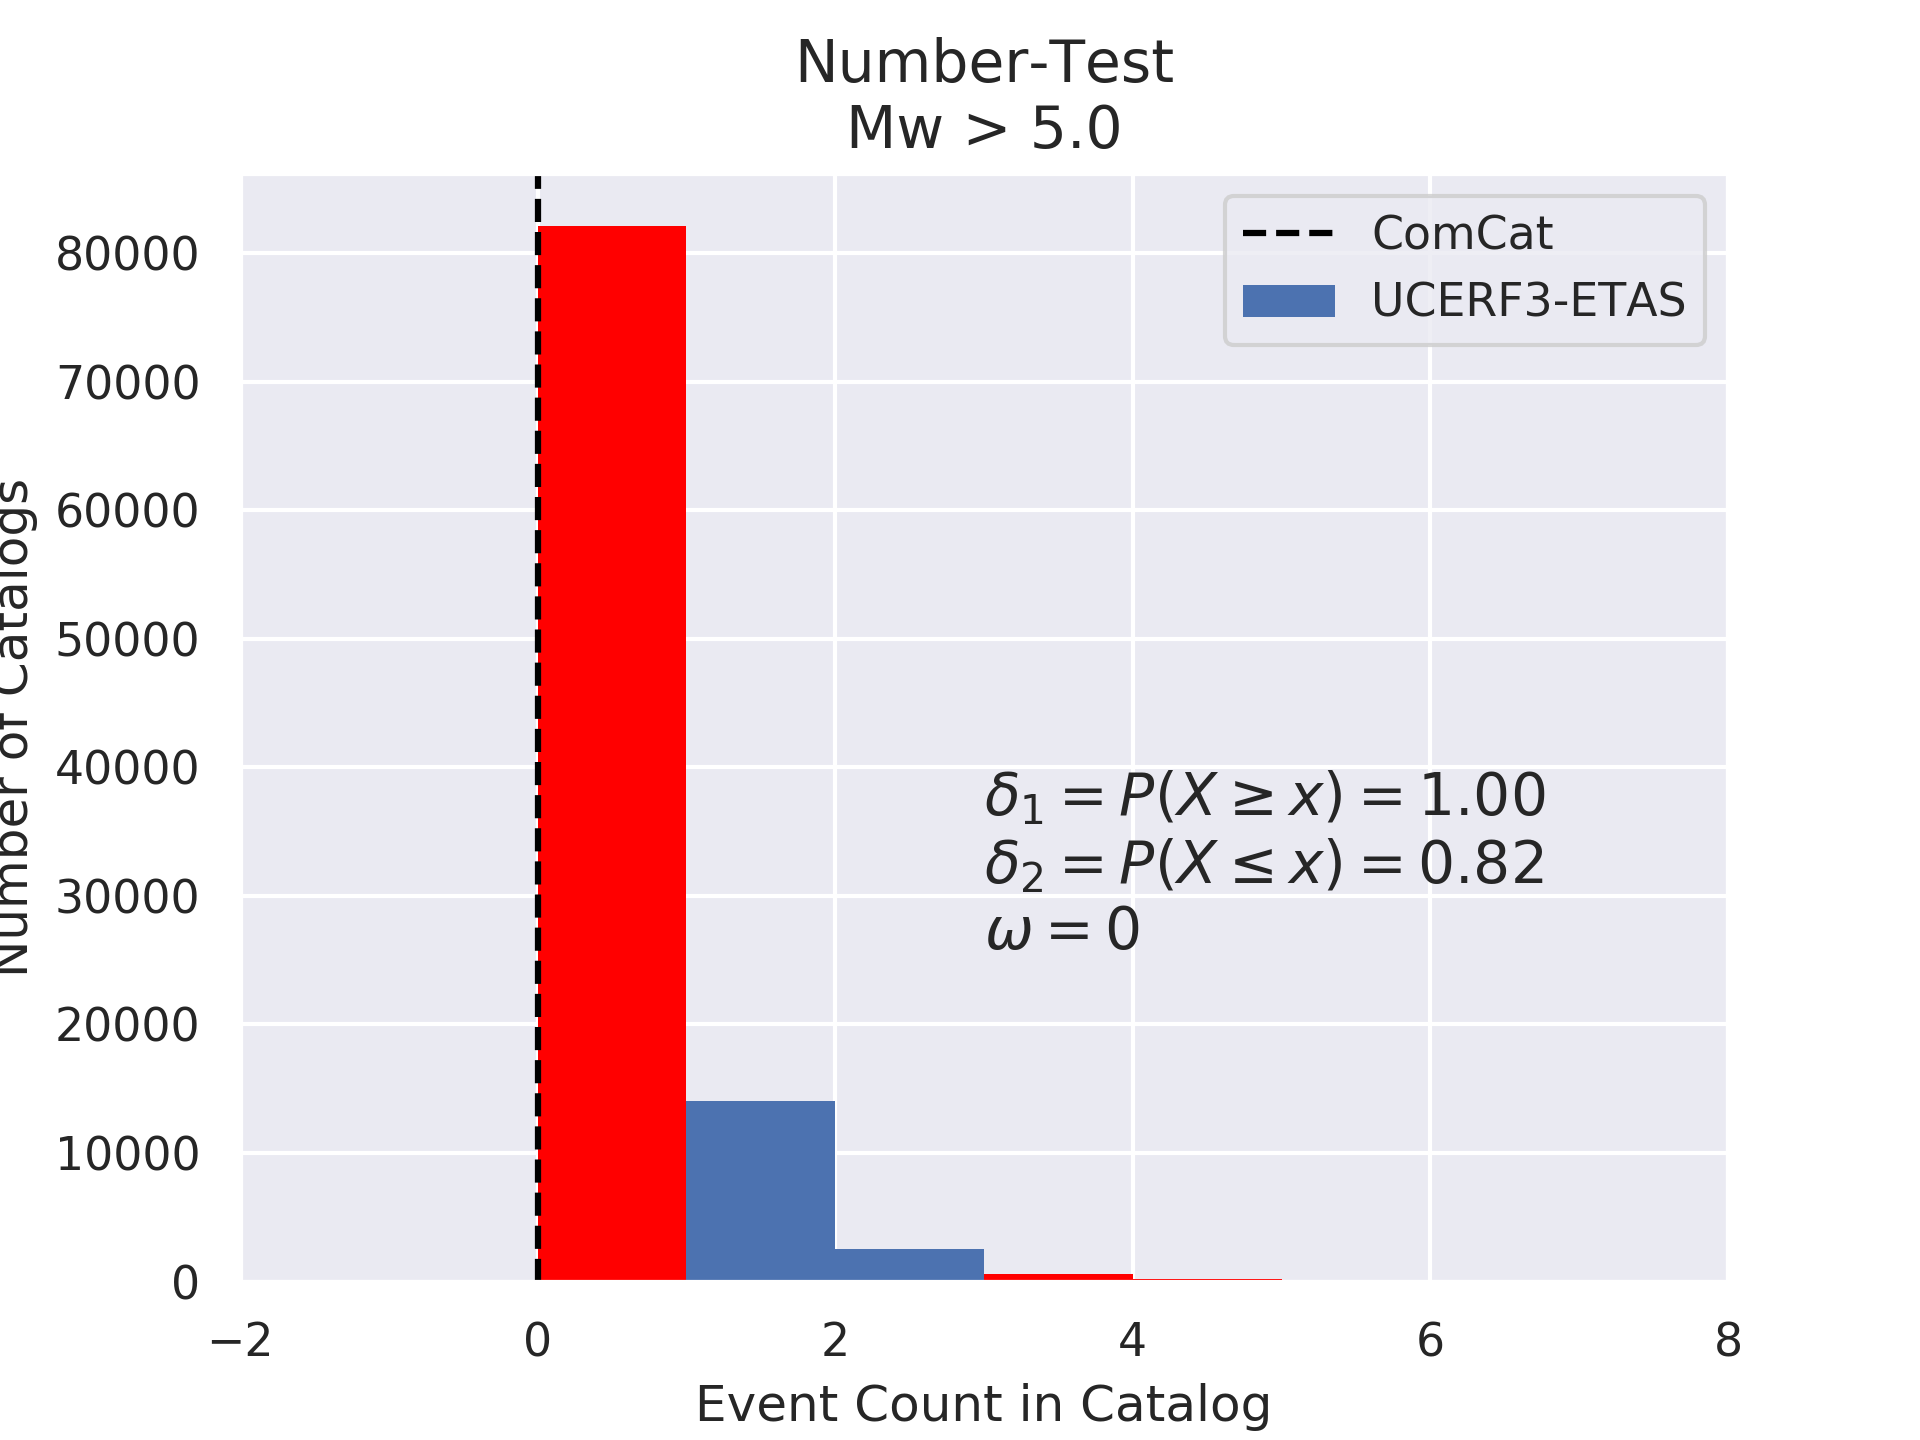 Number-Test
Mw > 5.0
ComCat
UCERF3-ETAS
80000
70000
60000
50000
40000
30000
20000
10000
0
Number of Catalogs
δ₁ = P(X ≥ x) = 1.00
δ₂ = P(X ≤ x) = 0.82
ω = 0
−2 0 2 4 6 8
Event Count in Catalog